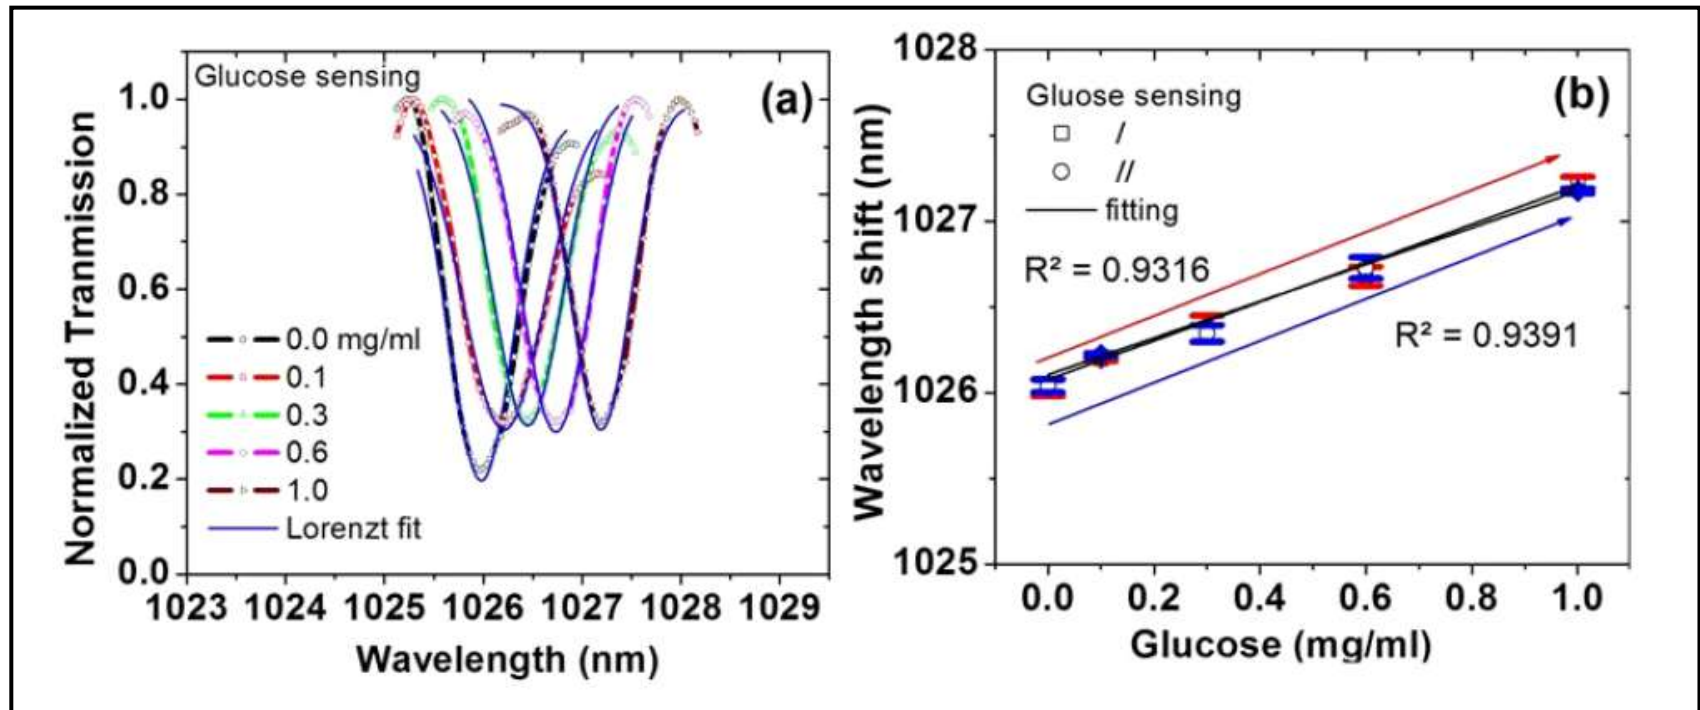 Glucose sensing
(a)
Normalized Tranmission
1.0
0.8
0.6
0.4
0.2
0.0
0.0 mg/ml
0.1
0.3
0.6
1.0
Lorenzt fit
1023 1024 1025 1026 1027 1028 1029
Wavelength (nm)
(b)
Wavelength shift (nm)
1028
1027
1026
1025
Gluose sensing
/
//
fitting
R² = 0.9316
R² = 0.9391
0.0 0.2 0.4 0.6 0.8 1.0
Glucose (mg/ml)